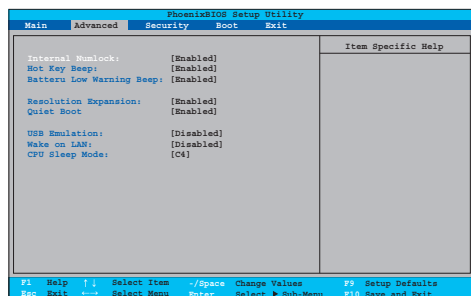 PhoenixBIOS Setup Utility
Main Advanced Security Boot Exit
Item Specific Help
Internal Numlock: [Enabled]
Hot Key Beep: [Enabled]
Batteru Low Warning Beep: [Enabled]
Resolution Expansion: [Enabled]
Quiet Boot [Enabled]
USB Emulation: [Disabled]
Wake on LAN: [Disabled]
CPU Sleep Mode: [C4]
F1 Help ↑↓ Select Item -/Space Change Values F9 Setup Defaults
Esc Exit ←→ Select Menu Enter Select ▶ Sub-Menu F10 Save and Exit